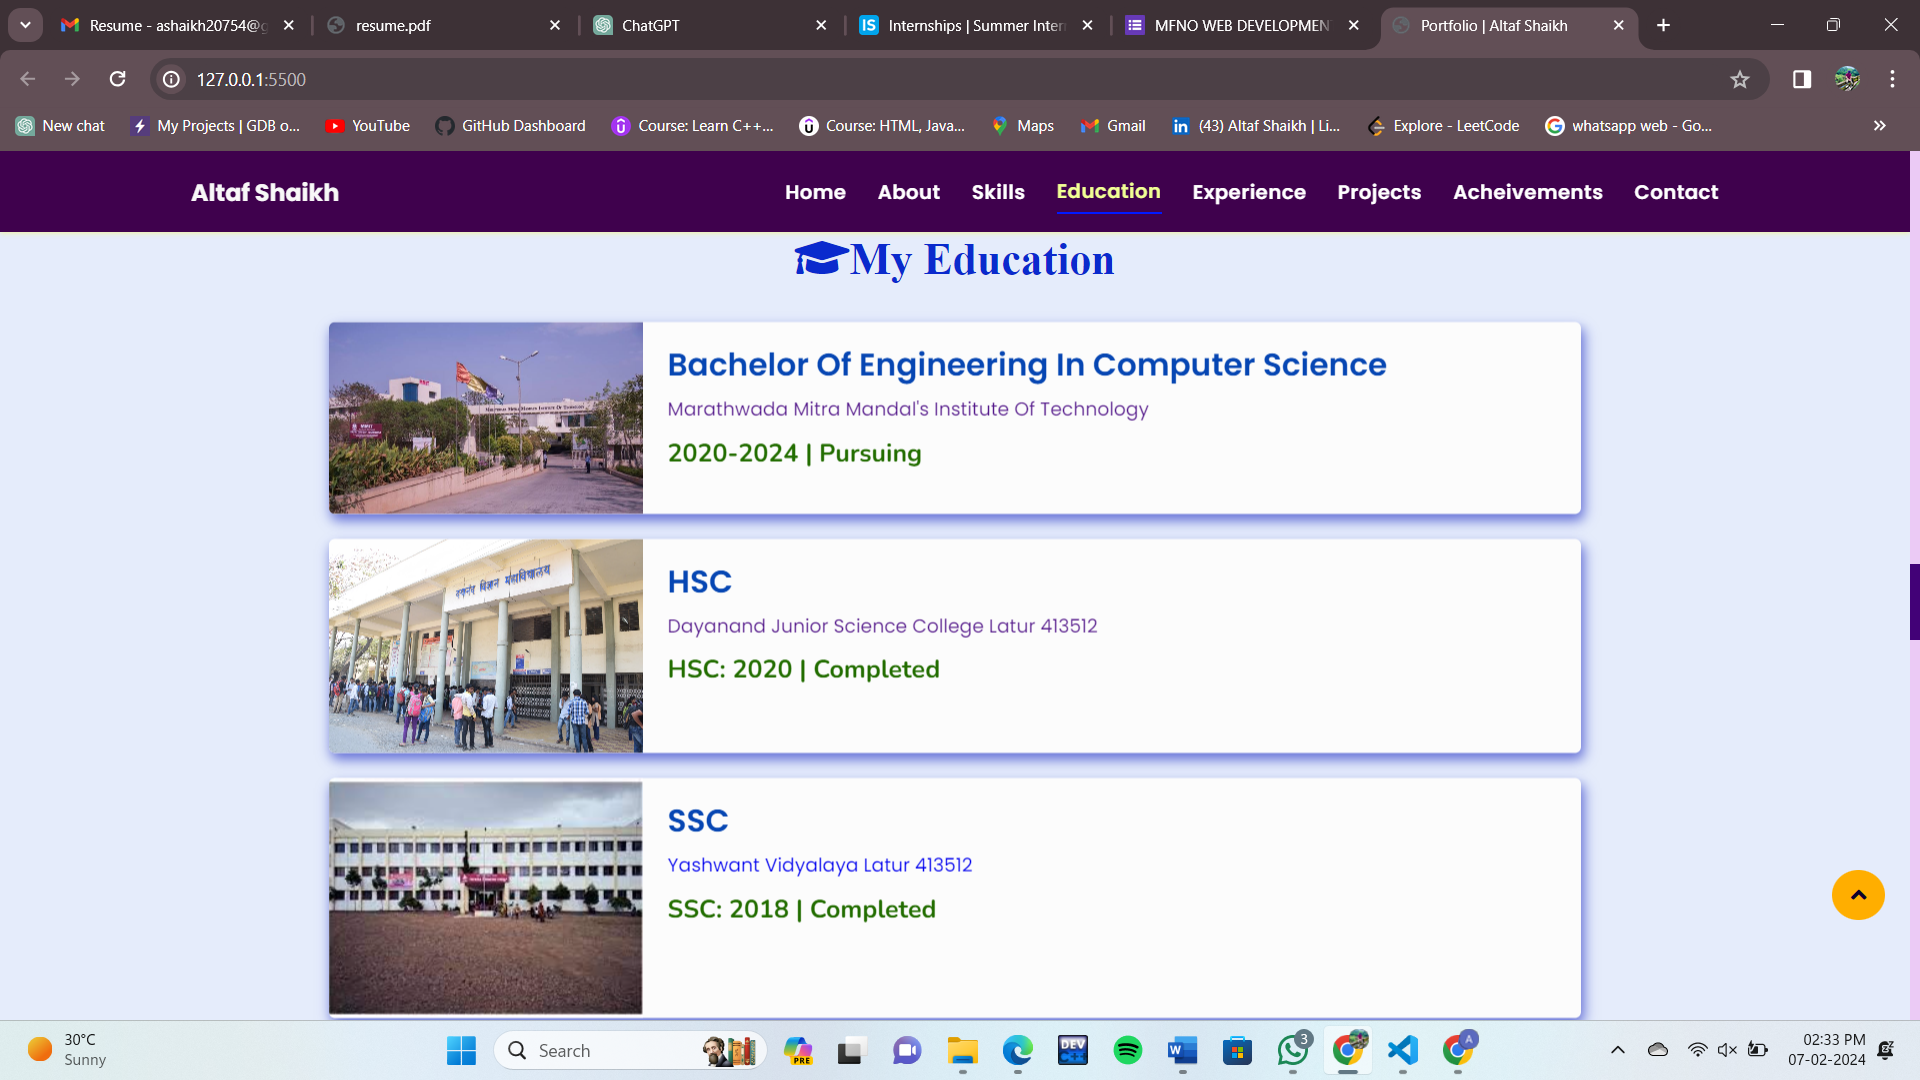 Resume - ashaikh20754@g
resume.pdf
ChatGPT
Internships | Summer Inter
MFNO WEB DEVELOPMEN
Portfolio | Altaf Shaikh
127.0.0.1:5500
New chat
My Projects | GDB o...
YouTube
GitHub Dashboard
Course: Learn C++...
Course: HTML, Java...
Maps
Gmail
(43) Altaf Shaikh | Li...
Explore - LeetCode
whatsapp web - Go...
Altaf Shaikh
Home
About
Skills
Education
Experience
Projects
Acheivements
Contact
My Education
Bachelor Of Engineering In Computer Science
Marathwada Mitra Mandal's Institute Of Technology
2020-2024 | Pursuing
HSC
Dayanand Junior Science College Latur 413512
HSC: 2020 | Completed
SSC
Yashwant Vidyalaya Latur 413512
SSC: 2018 | Completed
30°C
Sunny
Search
PRE
DEV
3
A
02:33 PM
07-02-2024